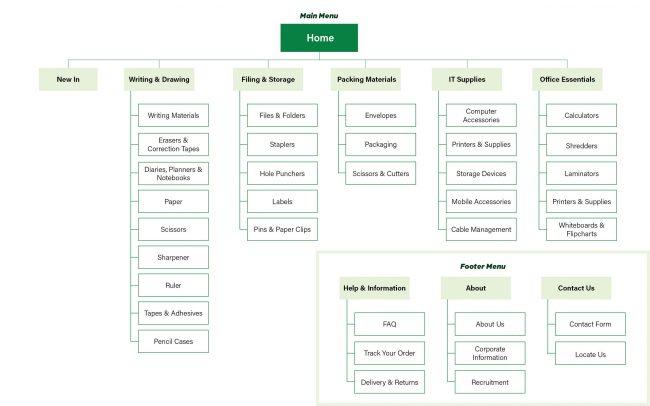 Main Menu
Home
New In
Writing & Drawing
Filing & Storage
Packing Materials
IT Supplies
Office Essentials
Writing Materials
Erasers &
Correction Tapes
Diaries, Planners &
Notebooks
Paper
Scissors
Sharpener
Ruler
Tapes & Adhesives
Pencil Cases
Files & Folders
Staplers
Hole Punchers
Labels
Pins & Paper Clips
Envelopes
Packaging
Scissors & Cutters
Computer
Accessories
Printers & Supplies
Storage Devices
Mobile Accessories
Cable Management
Calculators
Shredders
Laminators
Printers & Supplies
Whiteboards &
Flipcharts
Footer Menu
Help & Information
About
Contact Us
FAQ
Track Your Order
Delivery & Returns
About Us
Corporate
Information
Recruitment
Contact Form
Locate Us